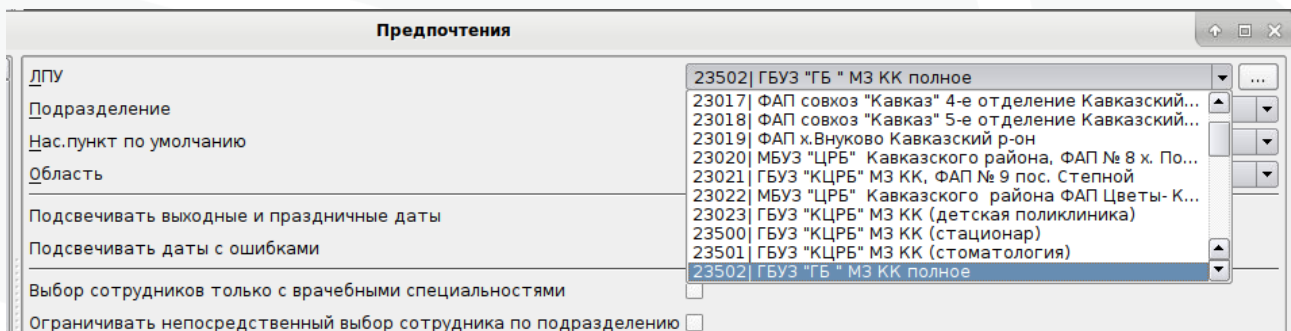 Предпочтения
ЛПУ
23502| ГБУЗ "ГБ " МЗ КК полное
...
Подразделение
Нас.пункт по умолчанию
Область
23017| ФАП совхоз "Кавказ" 4-е отделение Кавказский...
23018| ФАП совхоз "Кавказ" 5-е отделение Кавказский...
23019| ФАП х.Внуково Кавказский р-он
23020| МБУЗ "ЦРБ"  Кавказского района, ФАП № 8 х. По...
23021| ГБУЗ "КЦРБ" МЗ КК, ФАП № 9 пос. Степной
23022| МБУЗ "ЦРБ"  Кавказского  района ФАП Цветы- К...
23023| ГБУЗ "КЦРБ" МЗ КК (детская поликлиника)
23500| ГБУЗ "КЦРБ" МЗ КК (стационар)
23501| ГБУЗ "КЦРБ" МЗ КК (стоматология)
23502| ГБУЗ "ГБ " МЗ КК полное
Подсвечивать выходные и праздничные даты
Подсвечивать даты с ошибками
Выбор сотрудников только с врачебными специальностями
Ограничивать непосредственный выбор сотрудника по подразделению